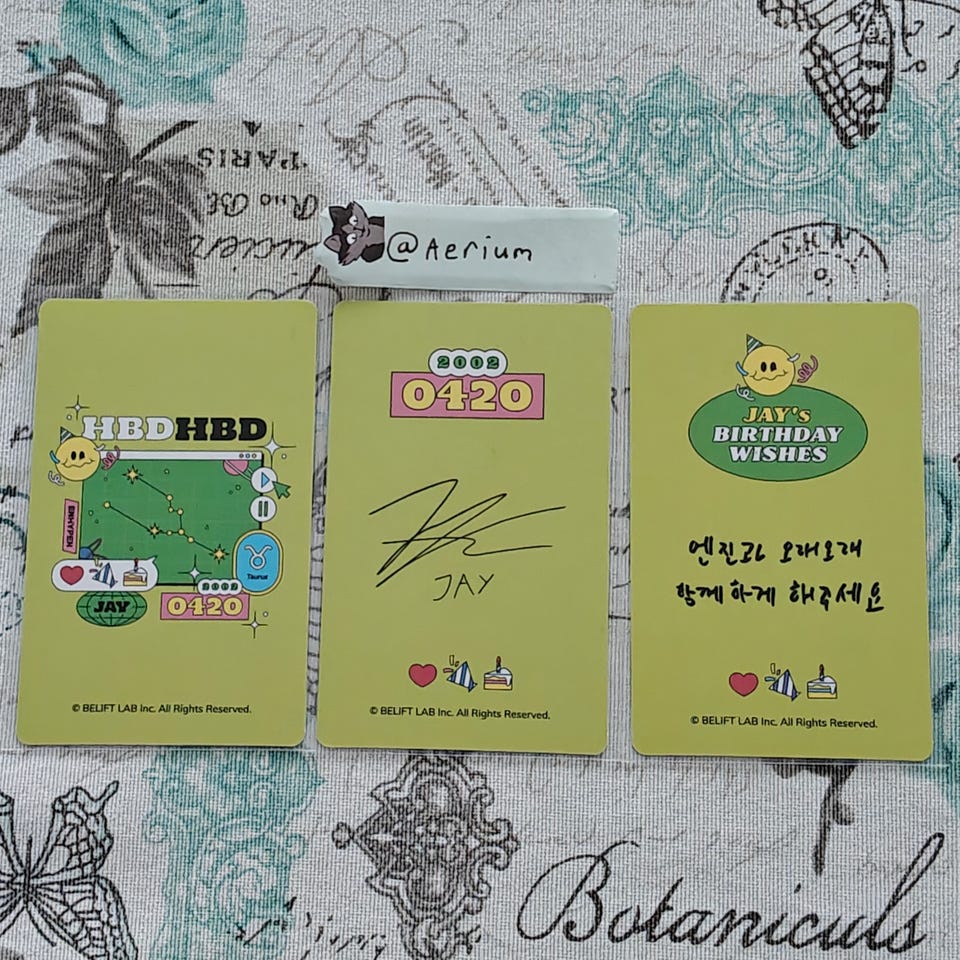 PARIS
@Aerium
HBDHBD
ENHYPEN
Taurus
JAY
2002
0420
© BELIFT LAB Inc. All Rights Reserved.
2002
0420
JAY
© BELIFT LAB Inc. All Rights Reserved.
JAY's
BIRTHDAY
WISHES
엔진과 오래오래
함께 하게 해주세요
© BELIFT LAB Inc. All Rights Reserved.
Botaniculs